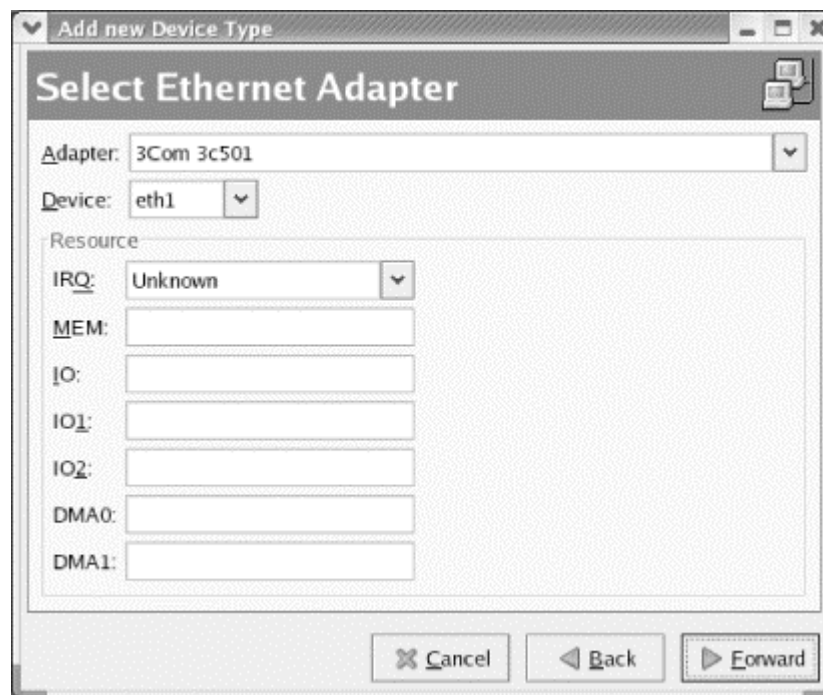 Add new Device Type
Select Ethernet Adapter
Adapter: 3Com 3c501
Device: eth1
Resource
IRQ: Unknown
MEM:
IO:
IO1:
IO2:
DMA0:
DMA1:
Cancel Back Forward